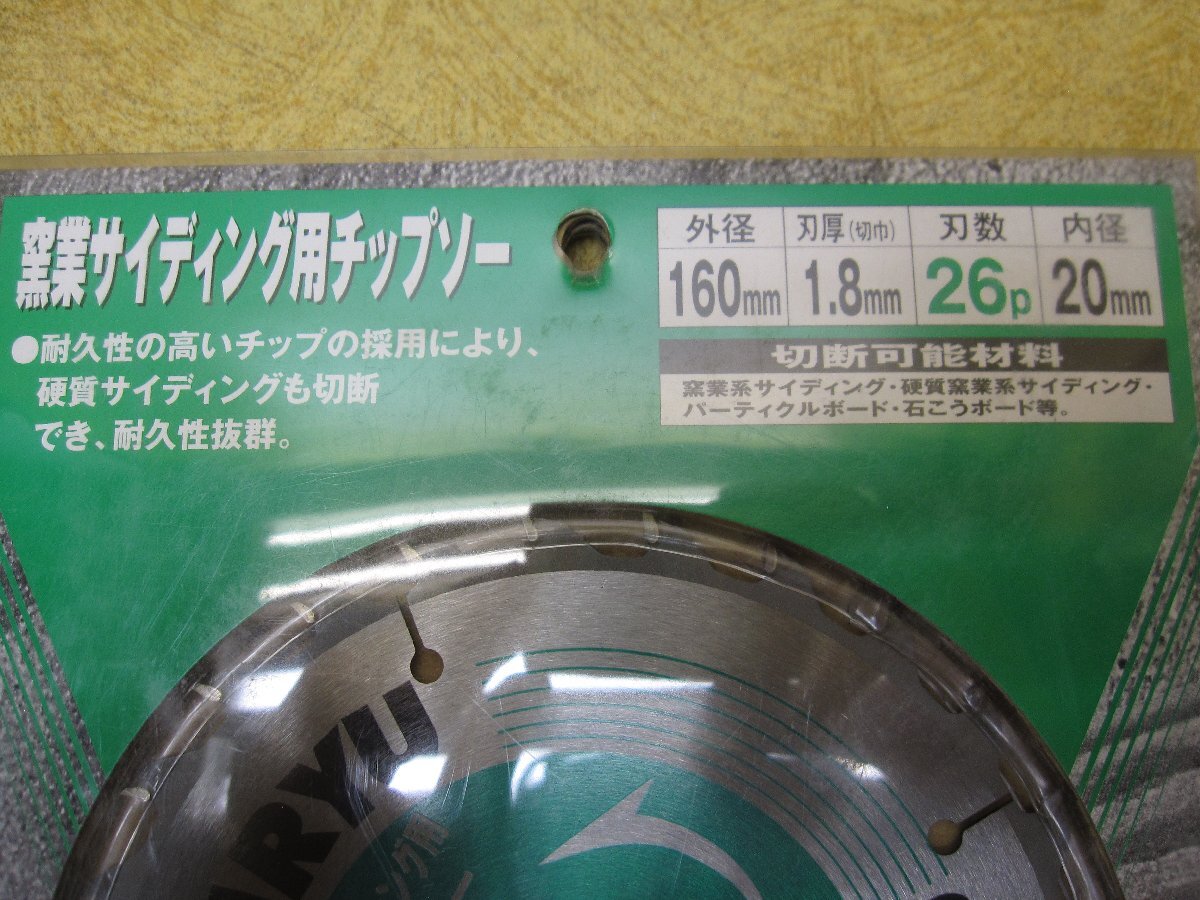 窯業サイディング用チップソー
●耐久性の高いチップの採用により、
硬質サイディングも切断
でき、耐久性抜群。
外径 刃厚(切巾) 刃数 内径
160mm 1.8mm 26p 20mm
切断可能材料
窯業系サイディング・硬質窯業系サイディング・
パーティクルボード・石こうボード等。
RYU
ング用